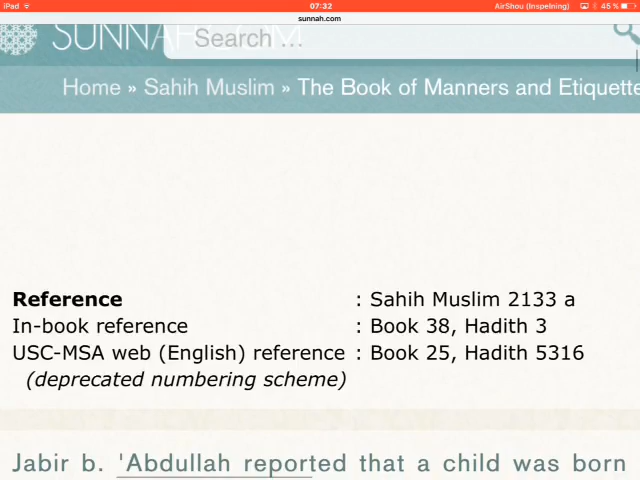 iPad 07:32 AirShou (Inspelning) 45 %
sunnah.com
SUNNAH.COM Search ...
Home » Sahih Muslim » The Book of Manners and Etiquette
Reference : Sahih Muslim 2133 a
In-book reference : Book 38, Hadith 3
USC-MSA web (English) reference : Book 25, Hadith 5316
(deprecated numbering scheme)
Jabir b. 'Abdullah reported that a child was born